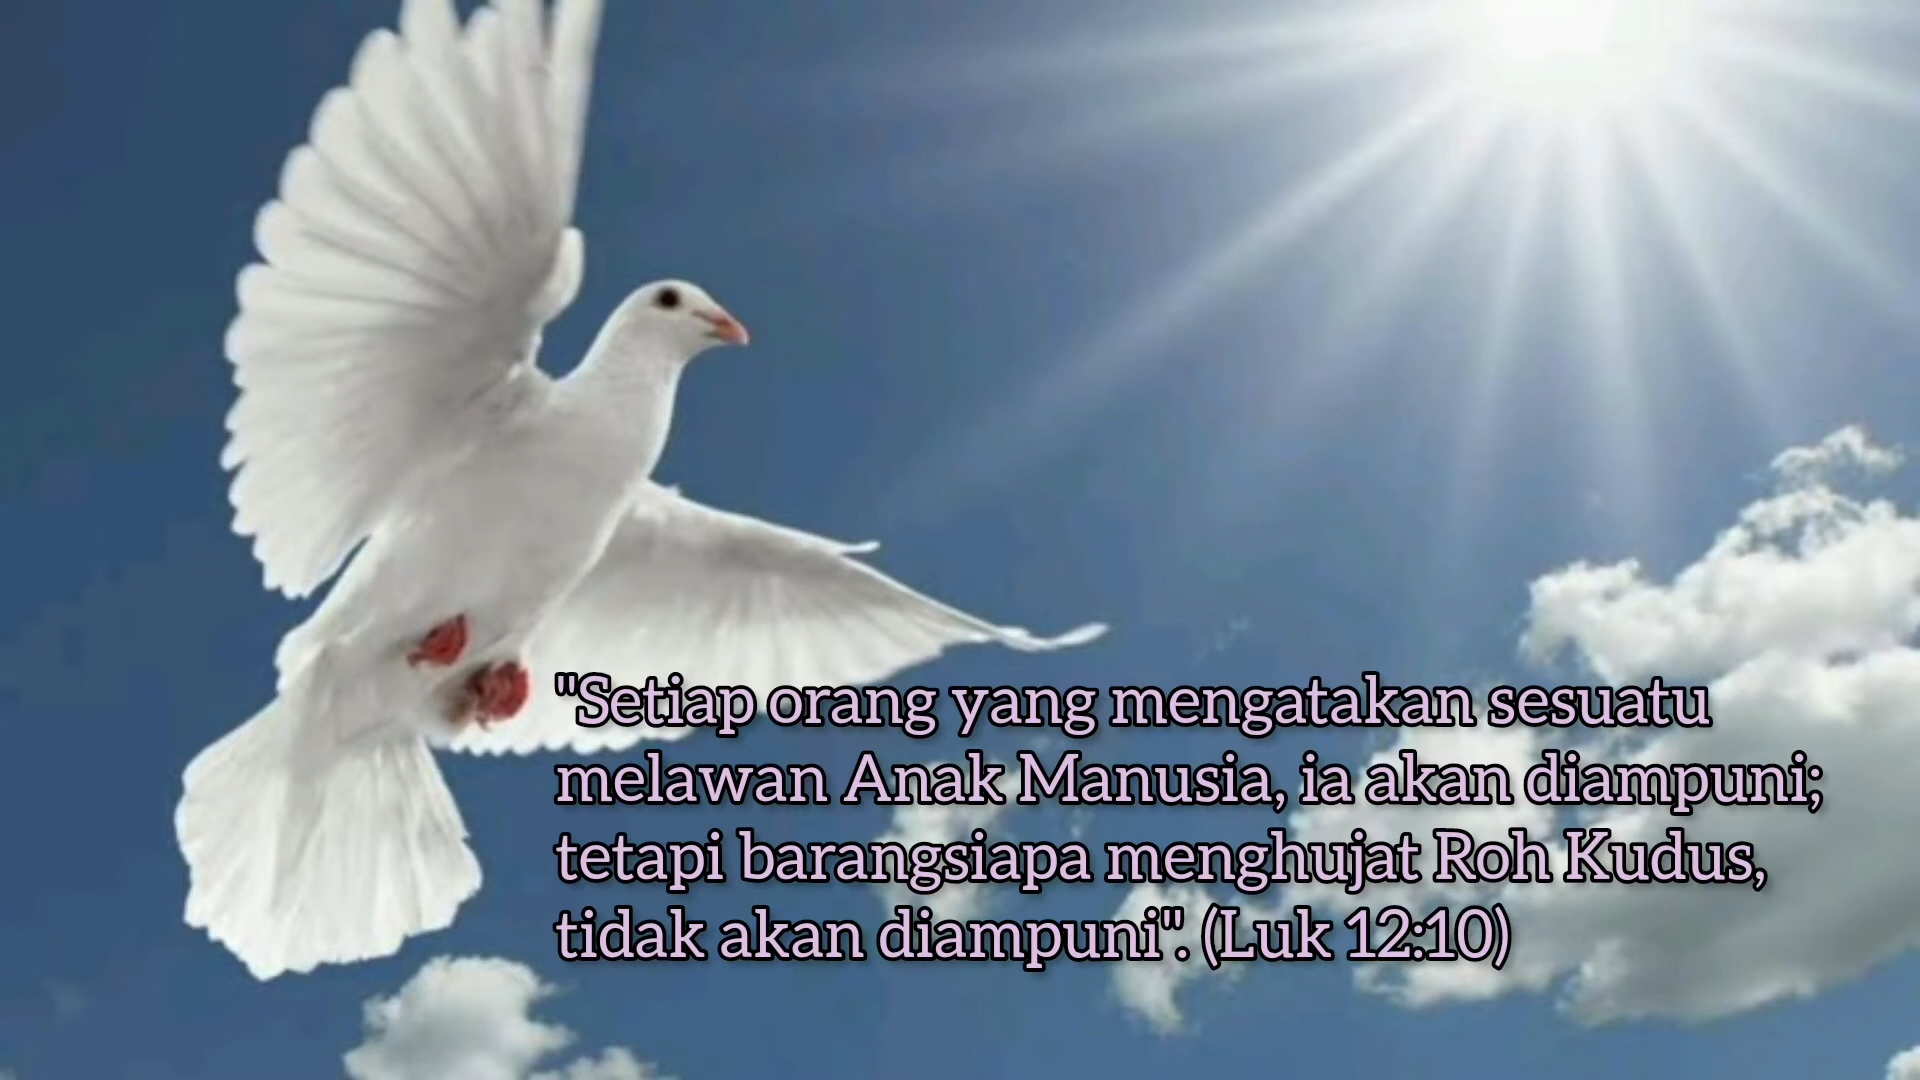 "Setiap orang yang mengatakan sesuatu
melawan Anak Manusia, ia akan diampuni;
tetapi barangsiapa menghujat Roh Kudus,
tidak akan diampuni". (Luk 12:10)